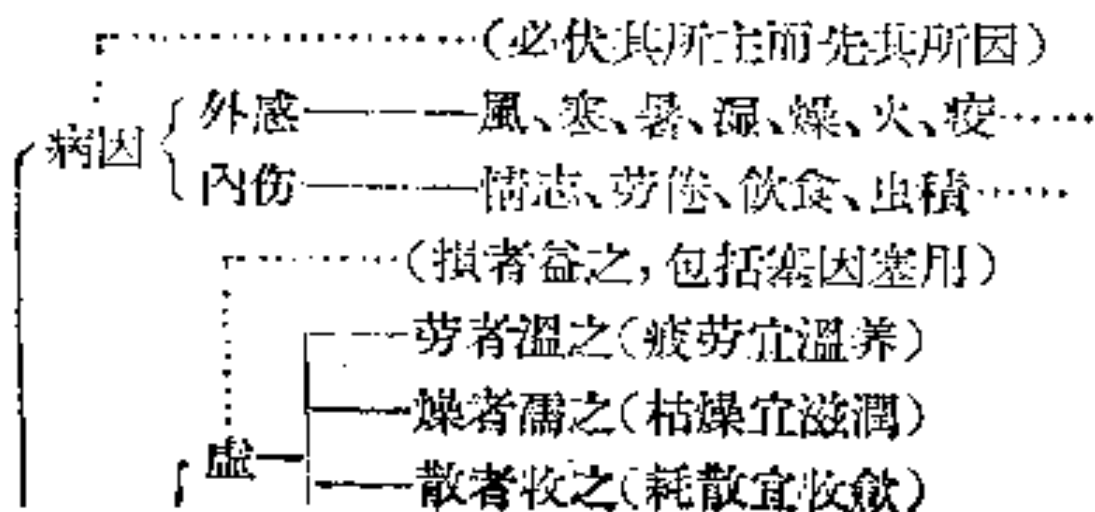 (必伏其所主而先其所因)
病因
外感——風、寒、暑、濕、燥、火、疫……
內伤——情志、劳倦、飲食、虫積……
(損者益之,包括塞因塞用)
虛
劳者溫之(疲劳宜溫养)
燥者濡之(枯燥宜滋潤)
散者收之(耗散宜收歛)